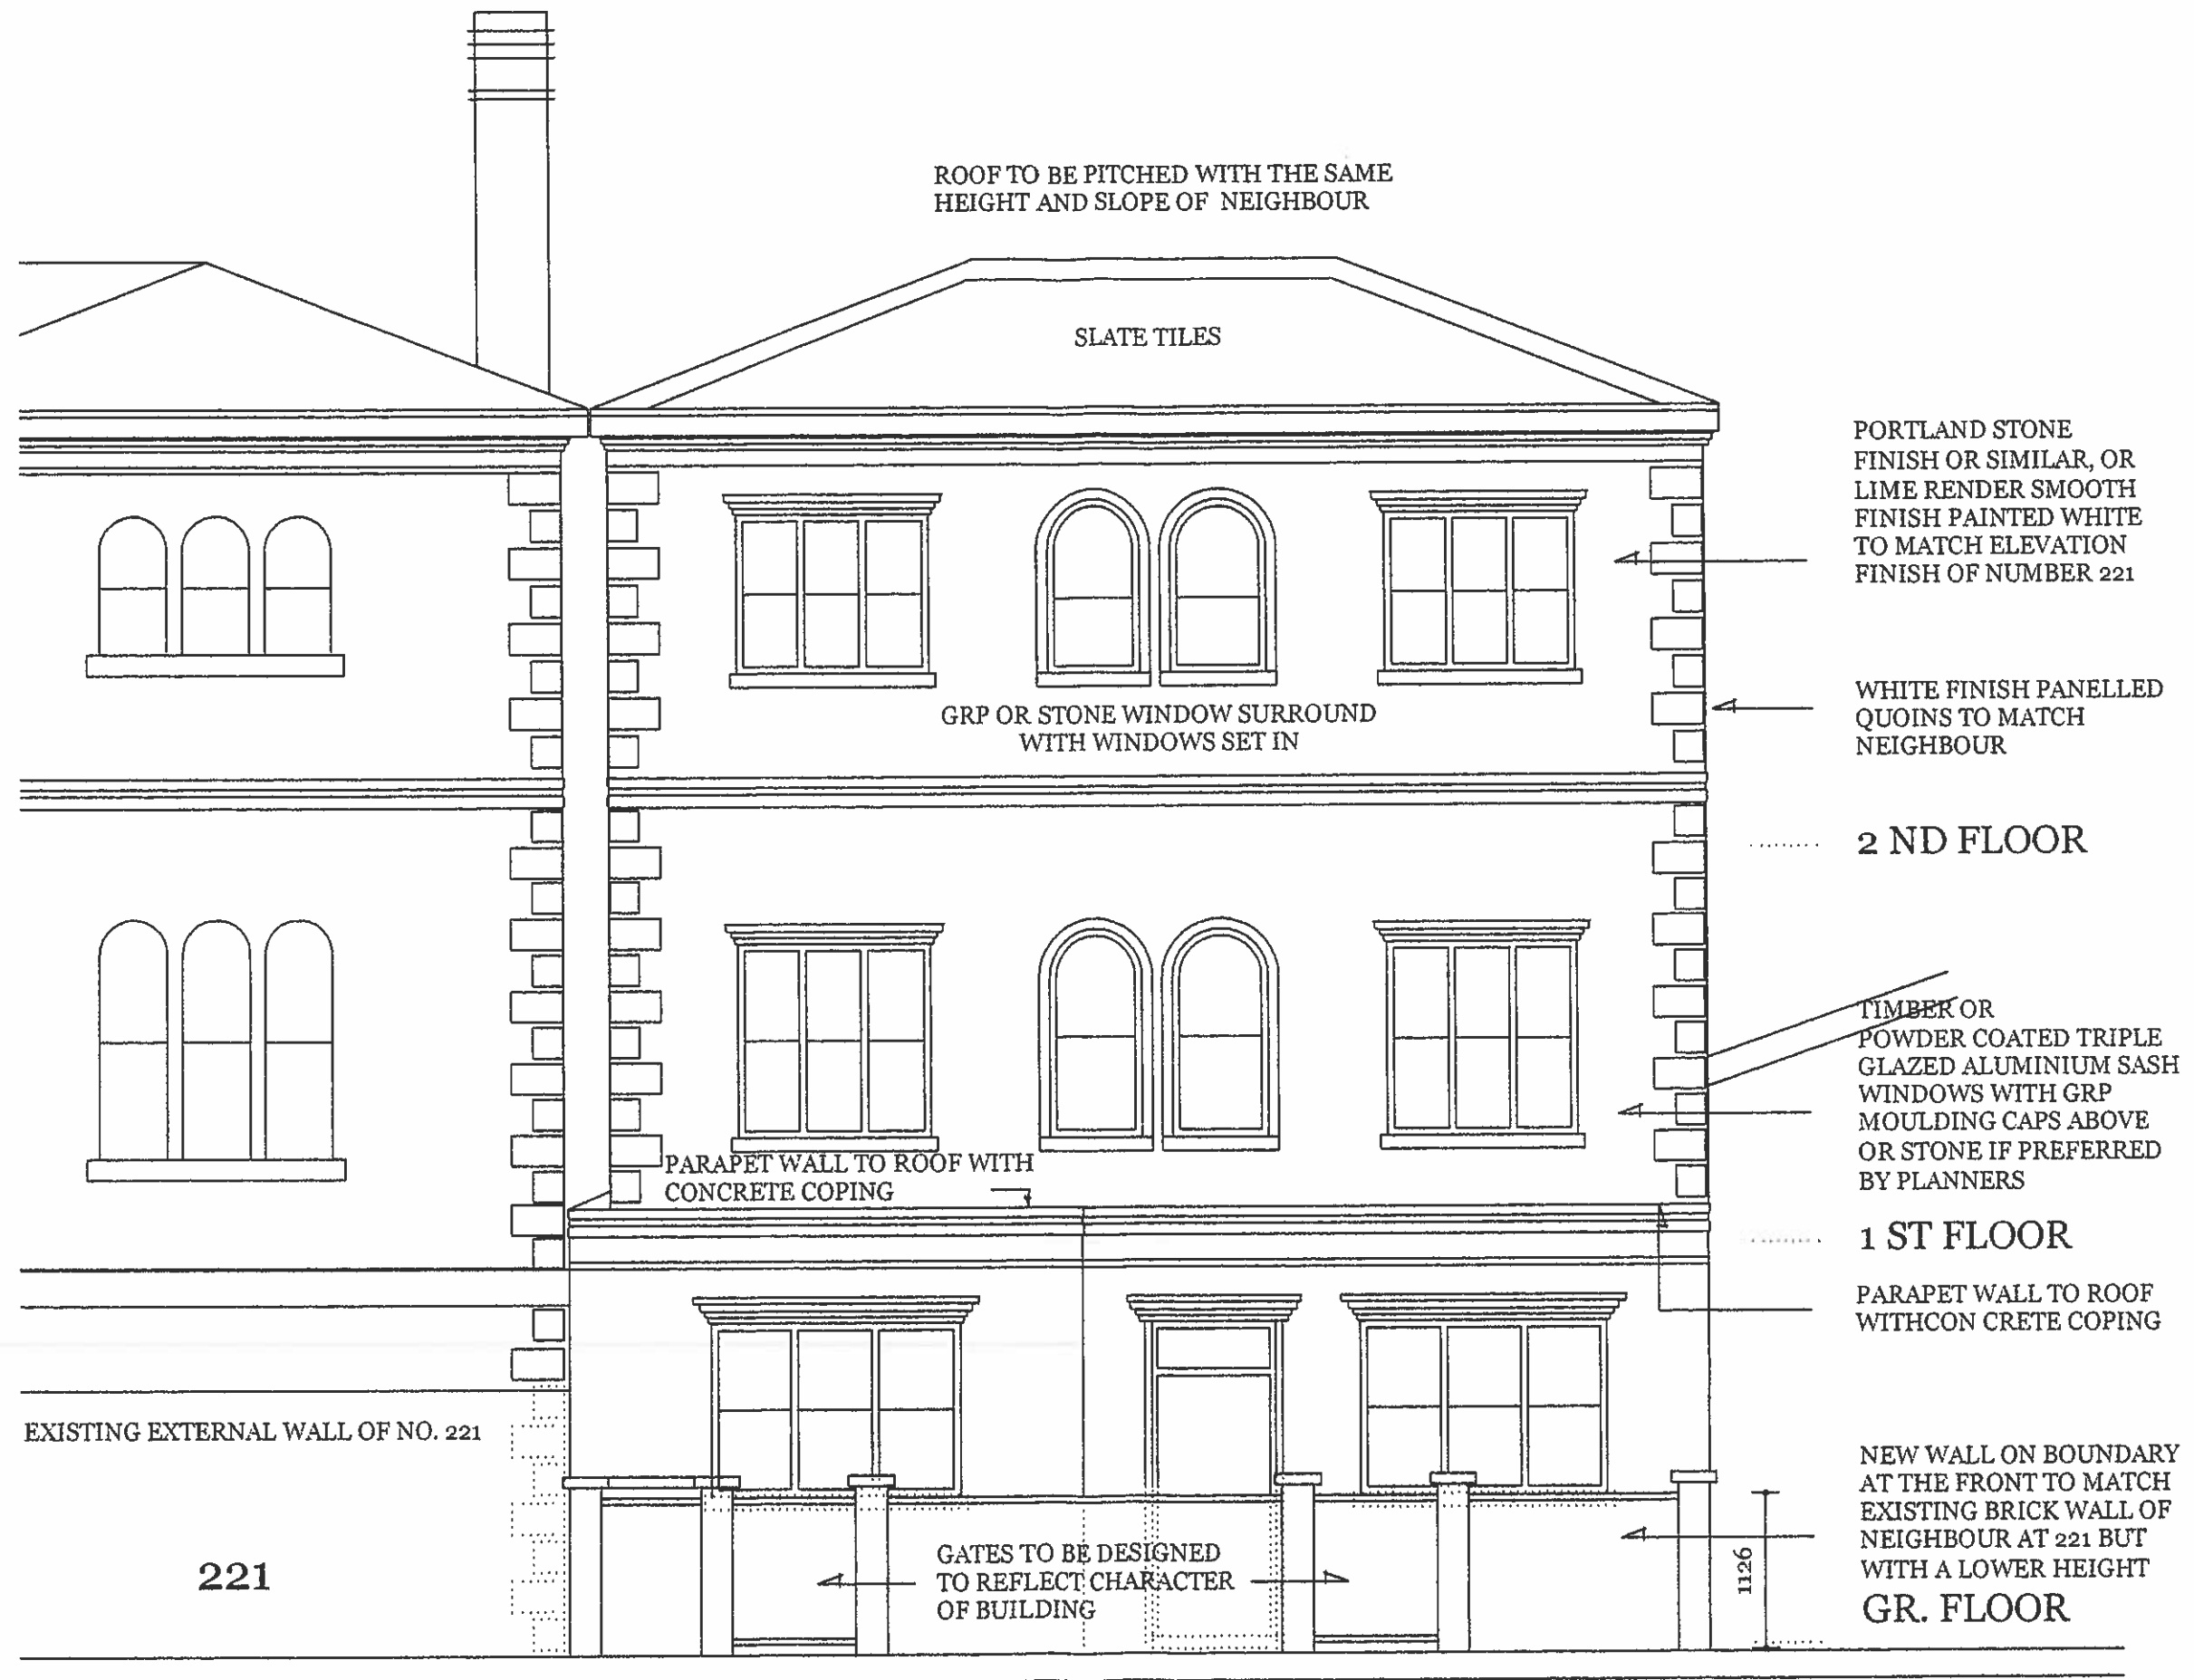 ROOF TO BE PITCHED WITH THE SAME
HEIGHT AND SLOPE OF NEIGHBOUR
SLATE TILES
PORTLAND STONE
FINISH OR SIMILAR, OR
LIME RENDER SMOOTH
FINISH PAINTED WHITE
TO MATCH ELEVATION
FINISH OF NUMBER 221
GRP OR STONE WINDOW SURROUND
WITH WINDOWS SET IN
WHITE FINISH PANELLED
QUOINS TO MATCH
NEIGHBOUR
2 ND FLOOR
TIMBER OR
POWDER COATED TRIPLE
GLAZED ALUMINIUM SASH
WINDOWS WITH GRP
MOULDING CAPS ABOVE
OR STONE IF PREFERRED
BY PLANNERS
PARAPET WALL TO ROOF WITH
CONCRETE COPING
1 ST FLOOR
PARAPET WALL TO ROOF
WITHCON CRETE COPING
EXISTING EXTERNAL WALL OF NO. 221
NEW WALL ON BOUNDARY
AT THE FRONT TO MATCH
EXISTING BRICK WALL OF
NEIGHBOUR AT 221 BUT
WITH A LOWER HEIGHT
221
GATES TO BE DESIGNED
TO REFLECT CHARACTER
OF BUILDING
1126
GR. FLOOR